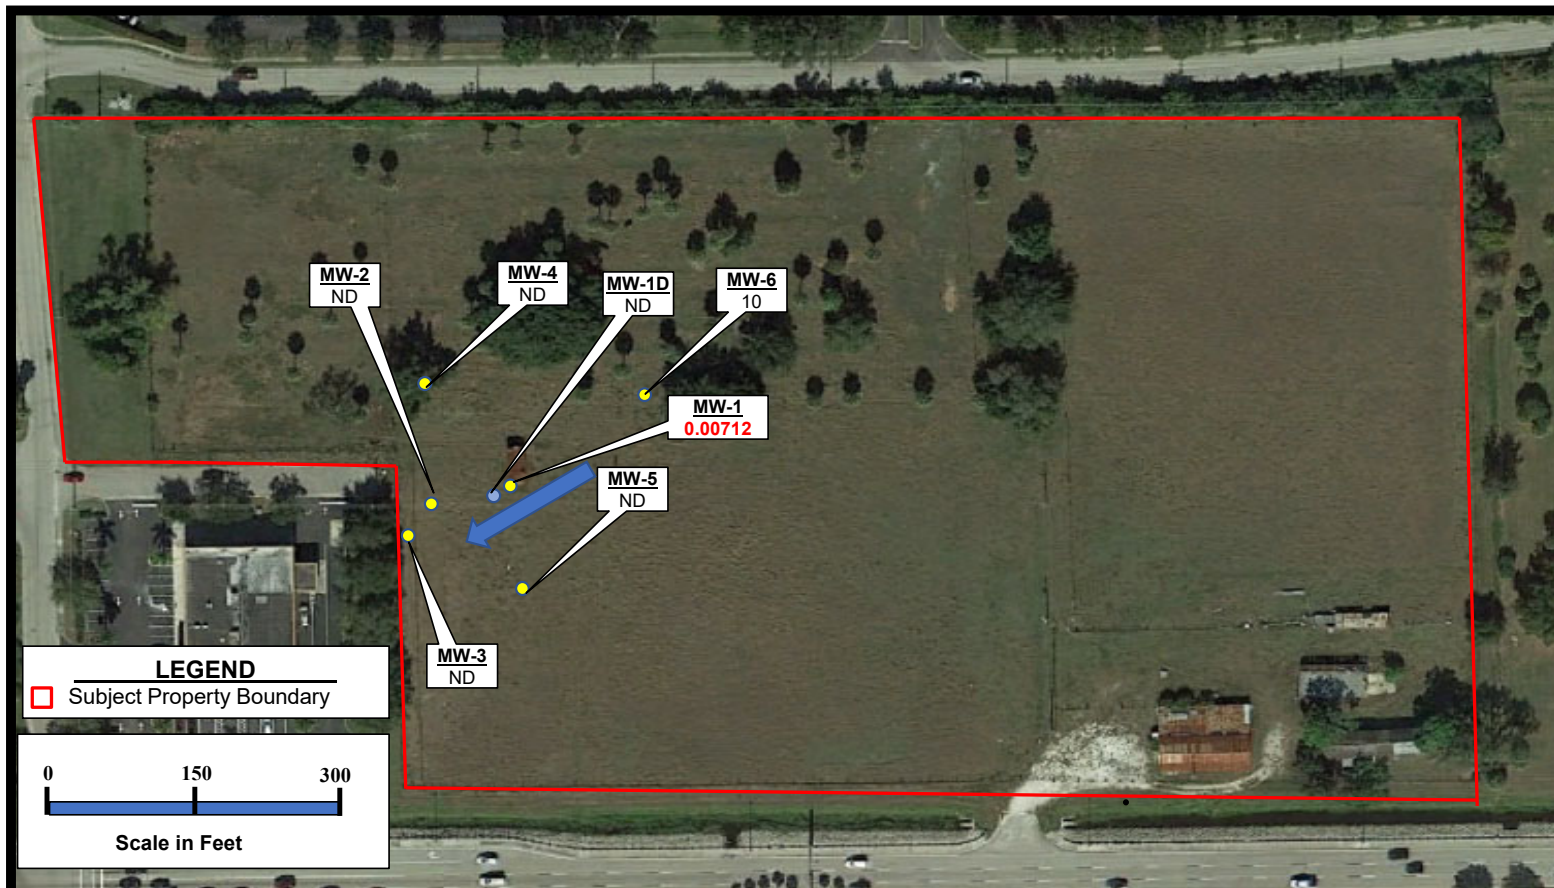 MW-2
ND
MW-4
ND
MW-1D
ND
MW-6
10
MW-1
0.00712
MW-5
ND
MW-3
ND
LEGEND
Subject Property Boundary
0 150 300
Scale in Feet